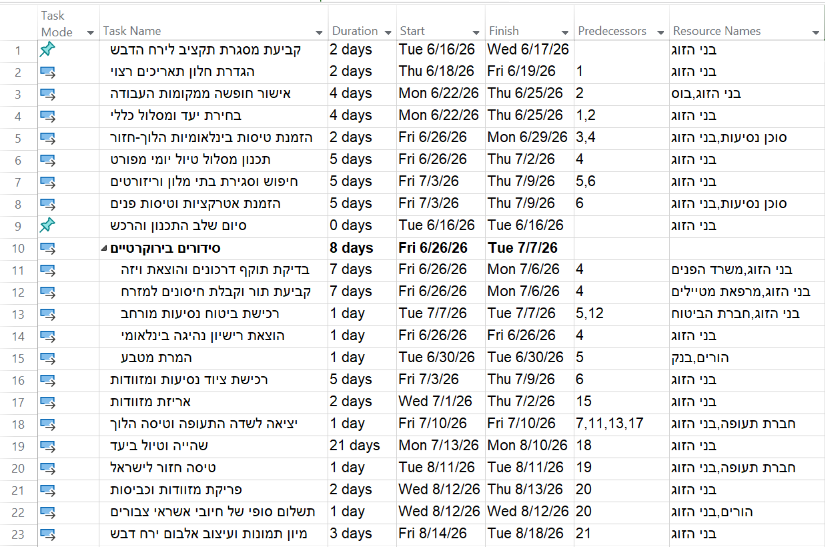 Task Mode Task Name Duration Start Finish Predecessors Resource Names
1 קביעת מסגרת תקציב לירח הדבש 2 days Tue 6/16/26 Wed 6/17/26 בני הזוג
2 הגדרת חלון תאריכים רצוי 2 days Thu 6/18/26 Fri 6/19/26 1 בני הזוג
3 אישור חופשה ממקומות העבודה 4 days Mon 6/22/26 Thu 6/25/26 2 בני הזוג,בוס
4 בחירת יעד ומסלול כללי 4 days Mon 6/22/26 Thu 6/25/26 1,2 בני הזוג
5 הזמנת טיסות בינלאומיות הלוך-חזור 2 days Fri 6/26/26 Mon 6/29/26 3,4 סוכן נסיעות,בני הזוג
6 תכנון מסלול טיול יומי מפורט 5 days Fri 6/26/26 Thu 7/2/26 4 בני הזוג
7 חיפוש וסגירת בתי מלון וריזורטים 5 days Fri 7/3/26 Thu 7/9/26 5,6 בני הזוג
8 הזמנת אטרקציות וטיסות פנים 5 days Fri 7/3/26 Thu 7/9/26 6 סוכן נסיעות,בני הזוג
9 סיום שלב התכנון והרכש 0 days Tue 6/16/26 Tue 6/16/26 בני הזוג
10 סידורים בירוקרטיים 8 days Fri 6/26/26 Tue 7/7/26
11 בדיקת תוקף דרכונים והוצאת ויזה 7 days Fri 6/26/26 Mon 7/6/26 4 בני הזוג,משרד הפנים
12 קביעת תור וקבלת חיסונים למזרח 7 days Fri 6/26/26 Mon 7/6/26 4 בני הזוג,מרפאת מטיילים
13 רכישת ביטוח נסיעות מורחב 1 day Tue 7/7/26 Tue 7/7/26 5,12 בני הזוג,חברת הביטוח
14 הוצאת רישיון נהיגה בינלאומי 1 day Fri 6/26/26 Fri 6/26/26 4 בני הזוג
15 המרת מטבע 1 day Tue 6/30/26 Tue 6/30/26 5 הורים,בנק
16 רכישת ציוד נסיעות ומזוודות 5 days Fri 7/3/26 Thu 7/9/26 6 בני הזוג
17 אריזת מזוודות 2 days Wed 7/1/26 Thu 7/2/26 15 בני הזוג
18 יציאה לשדה התעופה וטיסה הלוך 1 day Fri 7/10/26 Fri 7/10/26 7,11,13,17 חברת תעופה,בני הזוג
19 שהייה וטיול ביעד 21 days Mon 7/13/26 Mon 8/10/26 18 בני הזוג
20 טיסה חזור לישראל 1 day Tue 8/11/26 Tue 8/11/26 19 חברת תעופה,בני הזוג
21 פריקת מזוודות וכביסות 2 days Wed 8/12/26 Thu 8/13/26 20 בני הזוג
22 תשלום סופי של חיובי אשראי צבורים 1 day Wed 8/12/26 Wed 8/12/26 20 הורים,בני הזוג
23 מיון תמונות ועיצוב אלבום ירח דבש 3 days Fri 8/14/26 Tue 8/18/26 21 בני הזוג